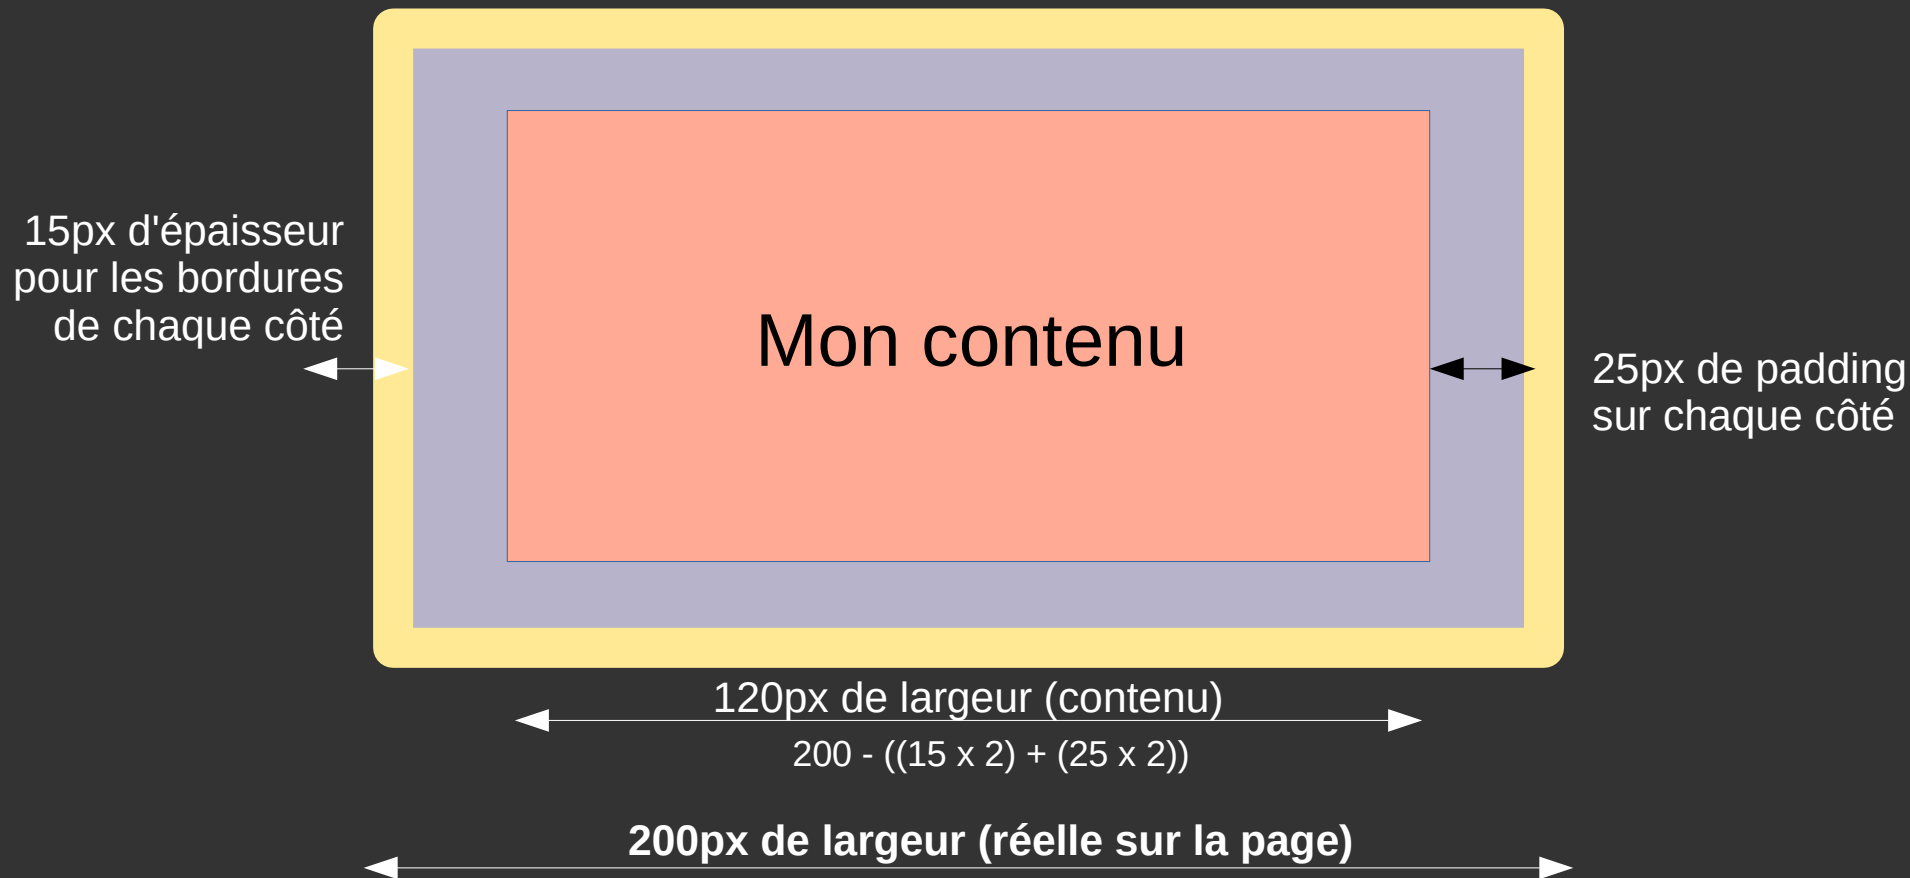 15px d'épaisseur
pour les bordures
de chaque côté
Mon contenu
25px de padding
sur chaque côté
120px de largeur (contenu)
200 - ((15 x 2) + (25 x 2))
200px de largeur (réelle sur la page)